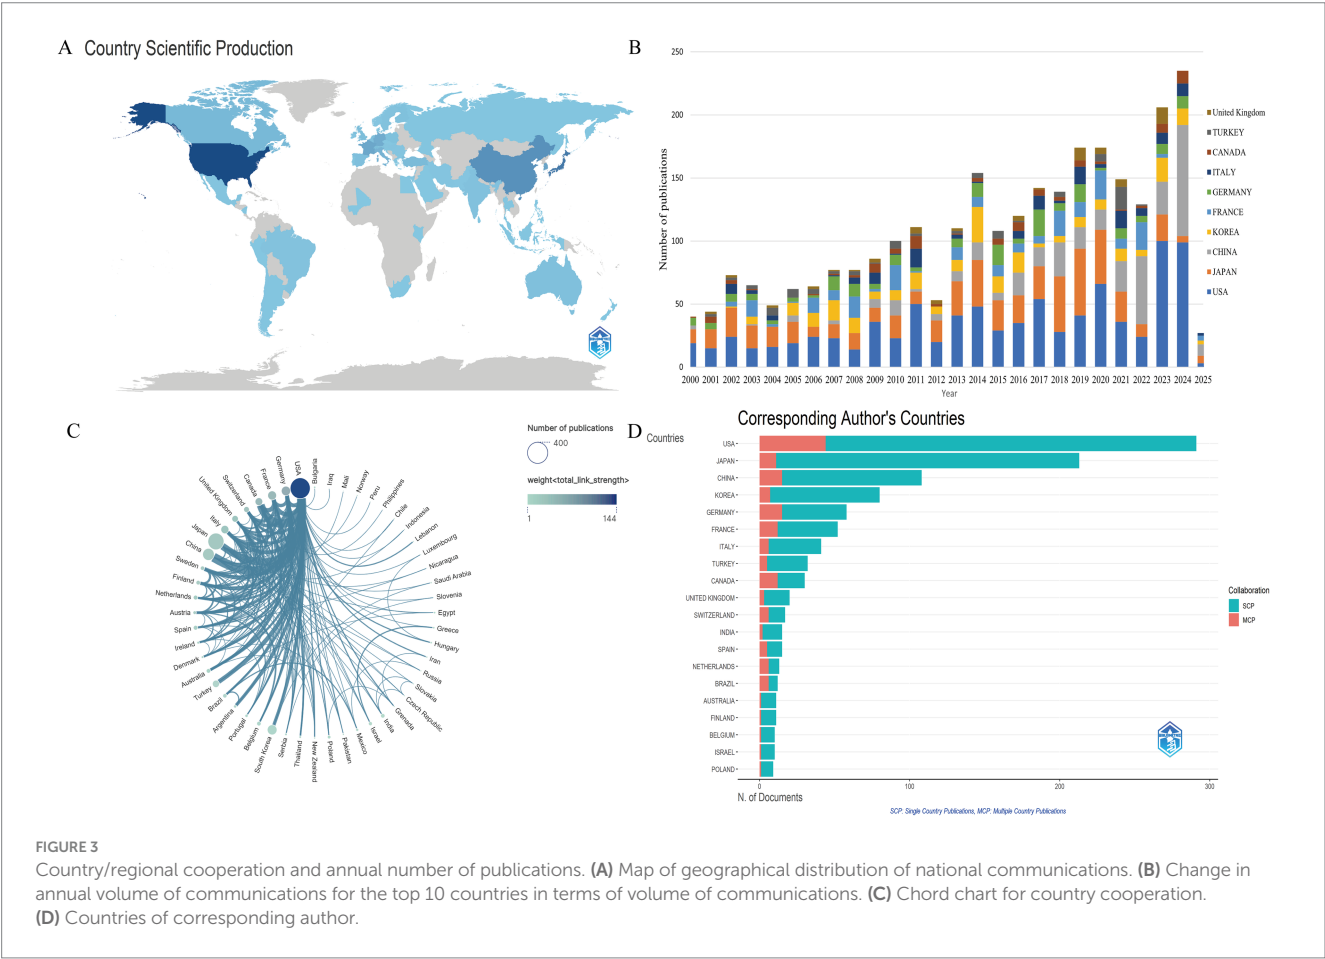 A Country Scientific Production
B
250
200
150
100
50
0
Number of publications
2000 2001 2002 2003 2004 2005 2006 2007 2008 2009 2010 2011 2012 2013 2014 2015 2016 2017 2018 2019 2020 2021 2022 2023 2024 2025
Year
United Kingdom
TURKEY
CANADA
ITALY
GERMANY
FRANCE
KOREA
CHINA
JAPAN
USA
C
Number of publications
400
weight<total_link_strength>
1 144
USA
Bulgaria
Iraq
Mali
Norway
Peru
Philippines
Chile
Indonesia
Lebanon
Luxembourg
Nicaragua
Saudi Arabia
Slovenia
Egypt
Greece
Hungary
Iran
Russia
Slovakia
Czech Republic
Grenada
India
Israel
Mexico
Pakistan
Poland
New Zealand
Thailand
Serbia
South Korea
Belgium
Portugal
Argentina
Brazil
Turkey
Australia
Denmark
Ireland
Spain
Austria
Netherlands
Finland
Sweden
China
Japan
Italy
United Kingdom
Switzerland
Canada
France
Germany
D
Corresponding Author's Countries
Countries
USA
JAPAN
CHINA
KOREA
GERMANY
FRANCE
ITALY
TURKEY
CANADA
UNITED KINGDOM
SWITZERLAND
INDIA
SPAIN
NETHERLANDS
BRAZIL
AUSTRALIA
FINLAND
BELGIUM
ISRAEL
POLAND
0 100 200 300
N. of Documents
Collaboration
SCP
MCP
SCP: Single Country Publications, MCP: Multiple Country Publications
FIGURE 3
Country/regional cooperation and annual number of publications. (A) Map of geographical distribution of national communications. (B) Change in
annual volume of communications for the top 10 countries in terms of volume of communications. (C) Chord chart for country cooperation.
(D) Countries of corresponding author.